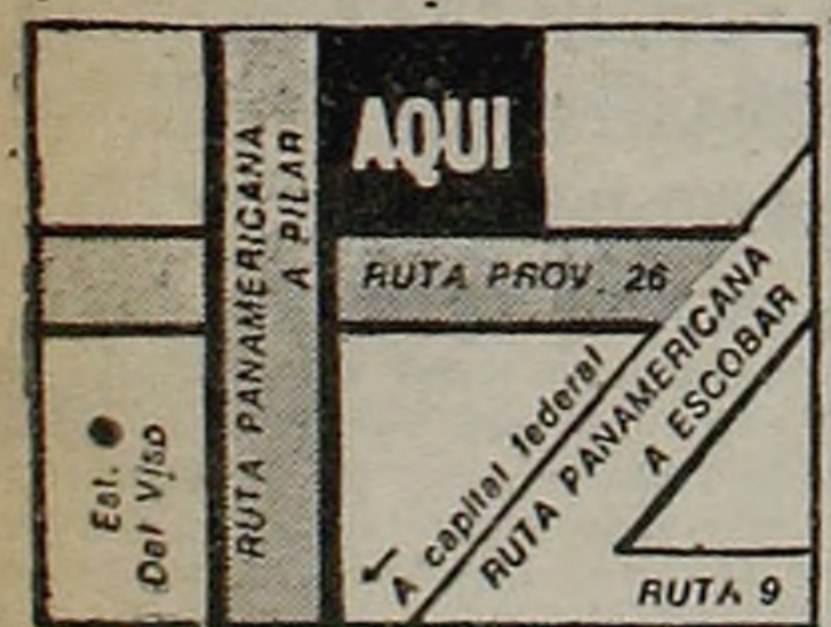 AQUI
RUTA PANAMERICANA
A PILAR
RUTA PROV. 26
Est.
Del Viso
A capital federal
RUTA PANAMERICANA
A ESCOBAR
RUTA 9